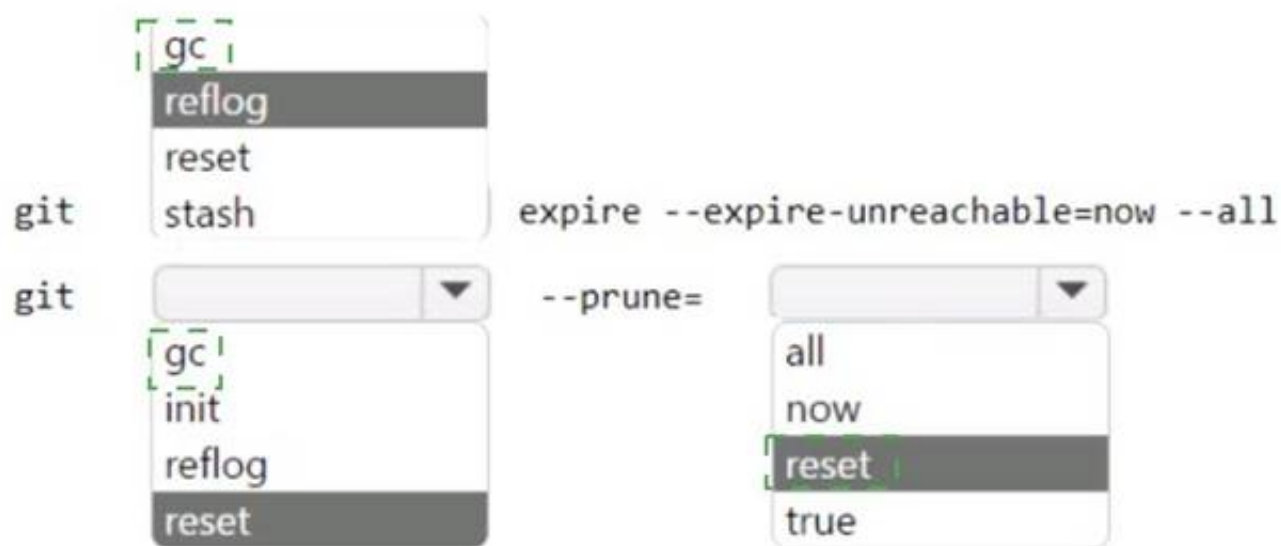 gc
reflog
reset
git stash expire --expire-unreachable=now --all
git --prune=
gc all
init now
reflog reset
reset true